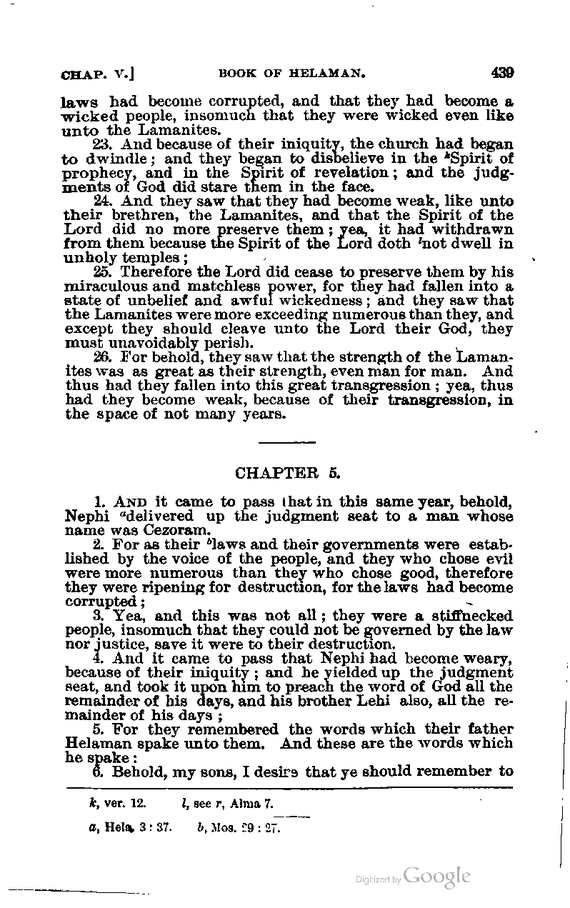 CHAP. V.] BOOK OF HELAMAN. 439
laws had become corrupted, and that they had become a
wicked people, insomuch that they were wicked even like
unto the Lamanites.
23. And because of their iniquity, the church had began
to dwindle; and they began to disbelieve in the kSpirit of
prophecy, and in the Spirit of revelation; and the judg-
ments of God did stare them in the face.
24. And they saw that they had become weak, like unto
their brethren, the Lamanites, and that the Spirit of the
Lord did no more preserve them; yea, it had withdrawn
from them because the Spirit of the Lord doth lnot dwell in
unholy temples;
25. Therefore the Lord did cease to preserve them by his
miraculous and matchless power, for they had fallen into a
state of unbelief and awful wickedness; and they saw that
the Lamanites were more exceeding numerous than they, and
except they should cleave unto the Lord their God, they
must unavoidably perish.
26. For behold, they saw that the strength of the Laman-
ites was as great as their strength, even man for man. And
thus had they fallen into this great transgression; yea, thus
had they become weak, because of their transgression, in
the space of not many years.
CHAPTER 5.
1. AND it came to pass that in this same year, behold,
Nephi adelivered up the judgment seat to a man whose
name was Cezoram.
2. For as their blaws and their governments were estab-
lished by the voice of the people, and they who chose evil
were more numerous than they who chose good, therefore
they were ripening for destruction, for the laws had become
corrupted;
3. Yea, and this was not all; they were a stiffnecked
people, insomuch that they could not be governed by the law
nor justice, save it were to their destruction.
4. And it came to pass that Nephi had become weary,
because of their iniquity; and he yielded up the judgment
seat, and took it upon him to preach the word of God all the
remainder of his days, and his brother Lehi also, all the re-
mainder of his days;
5. For they remembered the words which their father
Helaman spake unto them. And these are the words which
he spake:
6. Behold, my sons, I desire that ye should remember to
k, ver. 12. l, see r, Alma 7.
a, Hela. 3:37. b, Mos. 29:27.
Digitized by Google